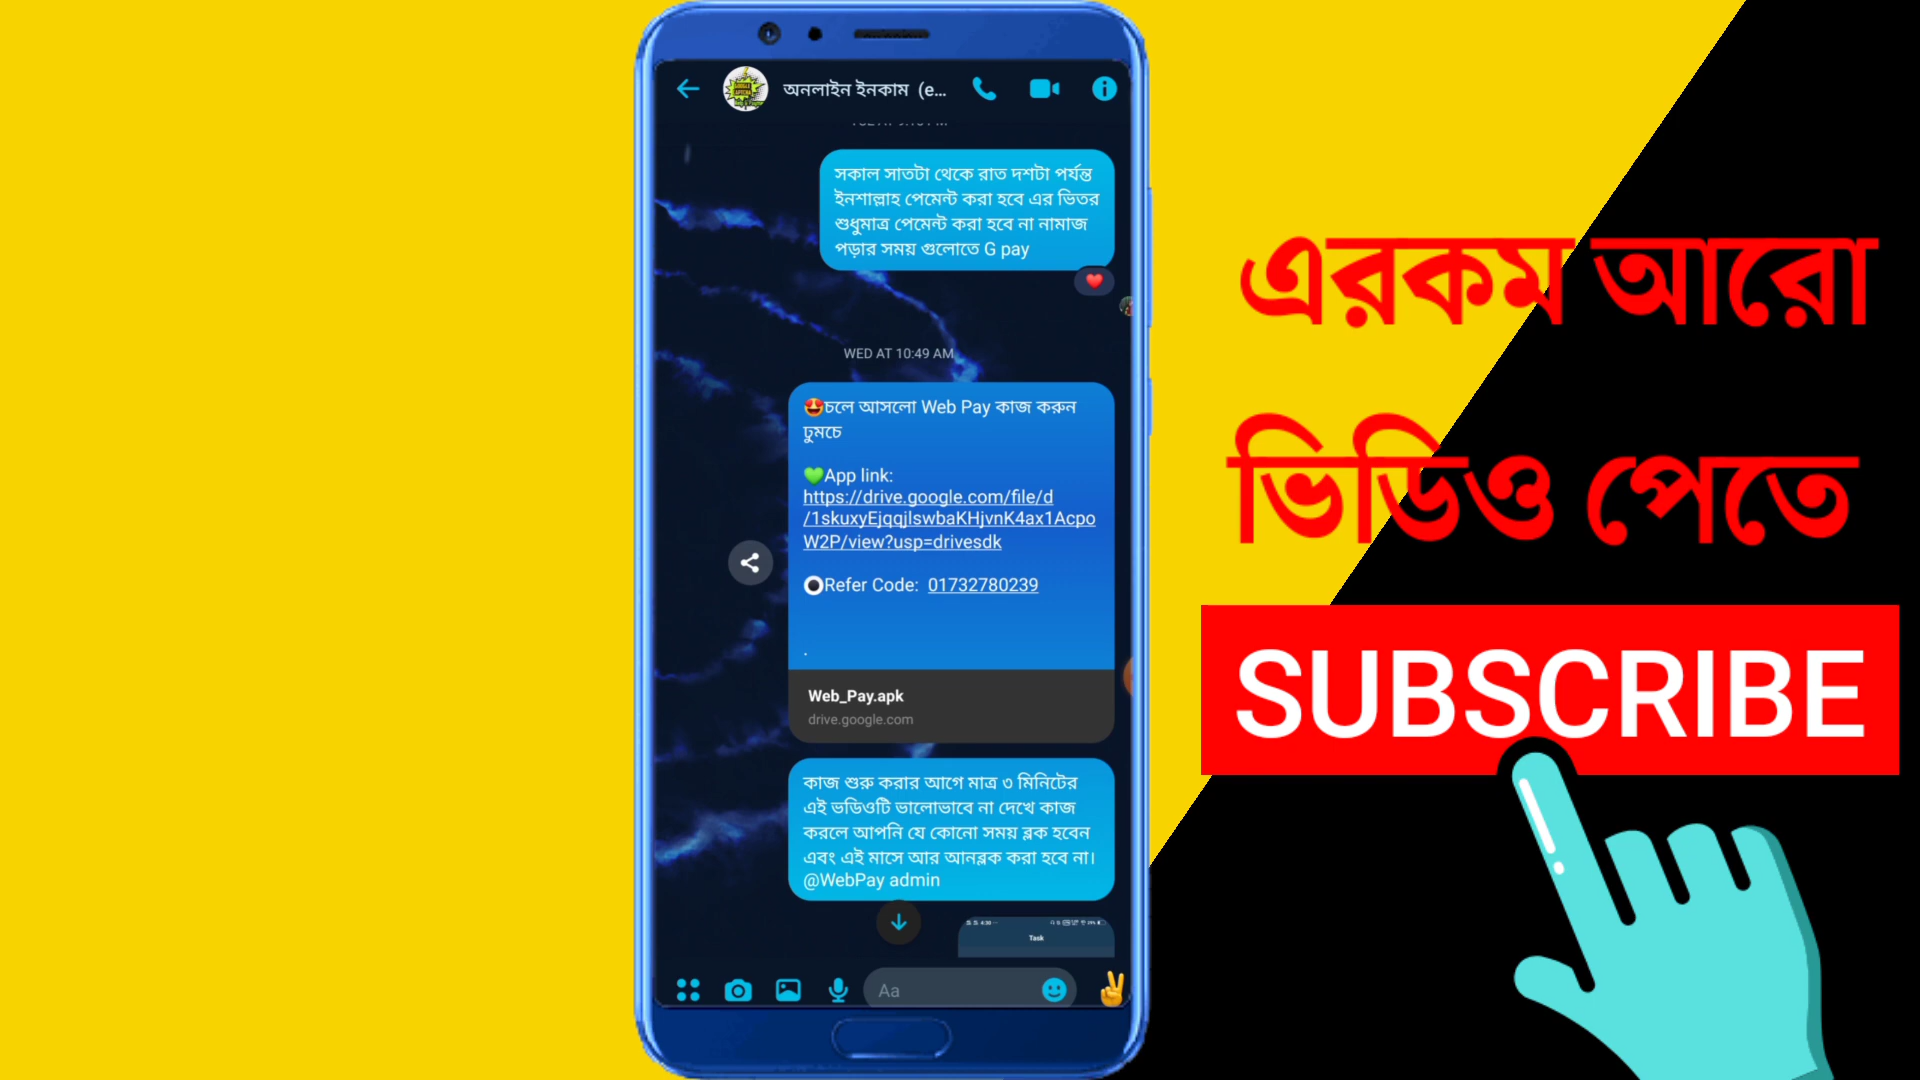 অনলাইন ইনকাম (e...
সকাল সাতটা থেকে রাত দশটা পর্যন্ত
ইনশাল্লাহ পেমেন্ট করা হবে এর ভিতর
শুধুমাত্র পেমেন্ট করা হবে না নামাজ
পড়ার সময় গুলোতে G pay
WED AT 10:49 AM
🤩চলে আসলো Web Pay কাজ করুন
ঢুমচে
💚App link:
https://drive.google.com/file/d
/1skuxyEjqqjlswbaKHjvnK4ax1Acpo
W2P/view?usp=drivesdk
Refer Code: 01732780239
.
Web_Pay.apk
drive.google.com
কাজ শুরু করার আগে মাত্র ৩ মিনিটের
এই ভডিওটি ভালোভাবে না দেখে কাজ
করলে আপনি যে কোনো সময় ব্লক হবেন
এবং এই মাসে আর আনব্লক করা হবে না।
@WebPay admin
Task
Aa
এরকম আরো
ভিডিও পেতে
SUBSCRIBE